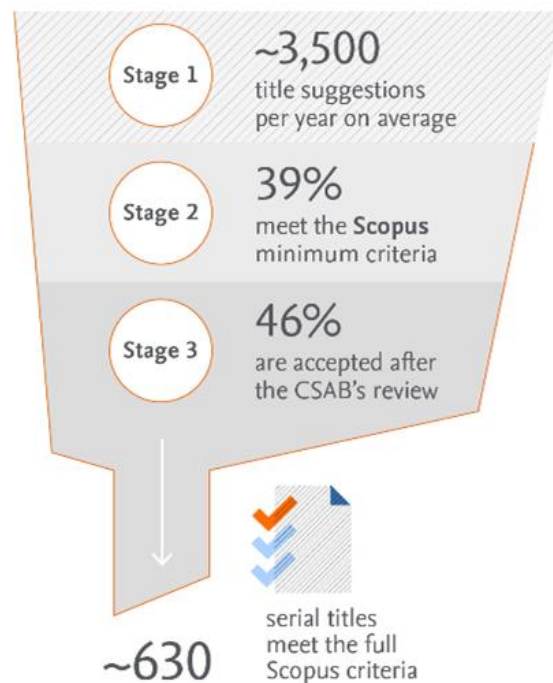 Stage 1
~3,500
title suggestions
per year on average
Stage 2
39%
meet the Scopus
minimum criteria
Stage 3
46%
are accepted after
the CSAB's review
~630
serial titles
meet the full
Scopus criteria